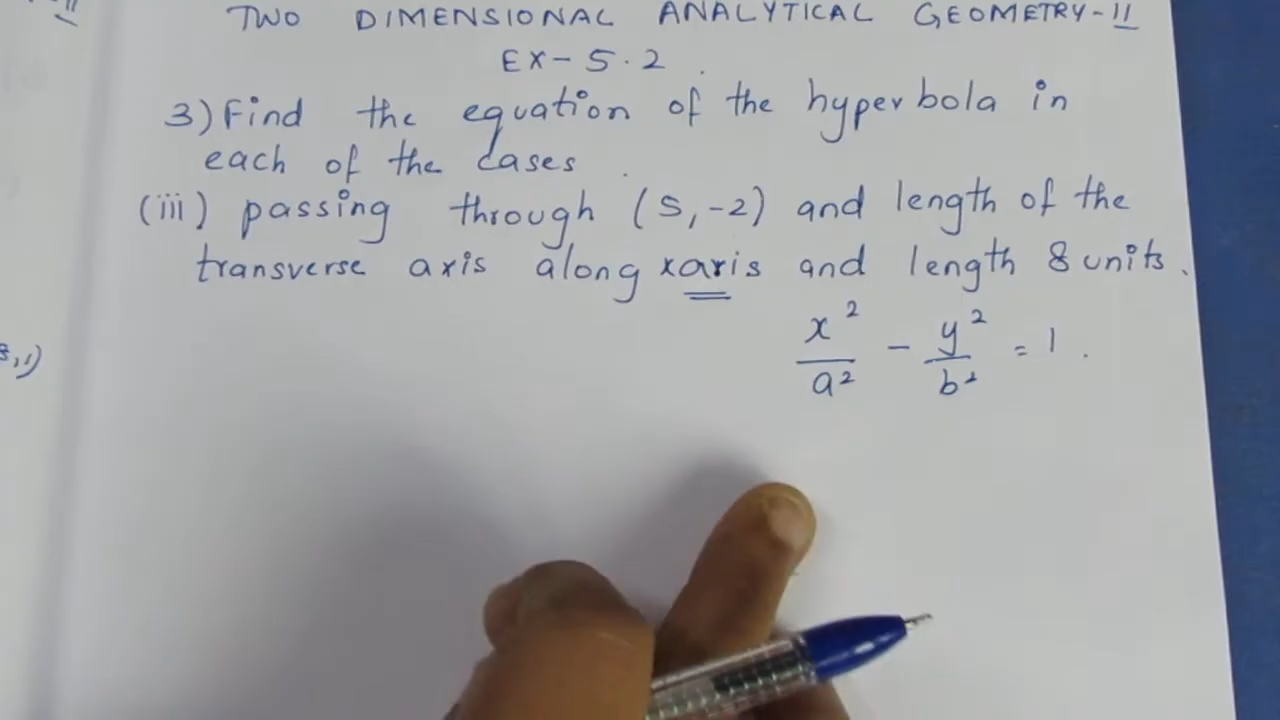 TWO DIMENSIONAL ANALYTICAL GEOMETRY-II
EX-5.2
3) Find the equation of the hyperbola in
each of the cases.
(iii) passing through (5,-2) and length of the
transverse axis along xaxis and length 8 units.
x²/a² - y²/b² = 1.